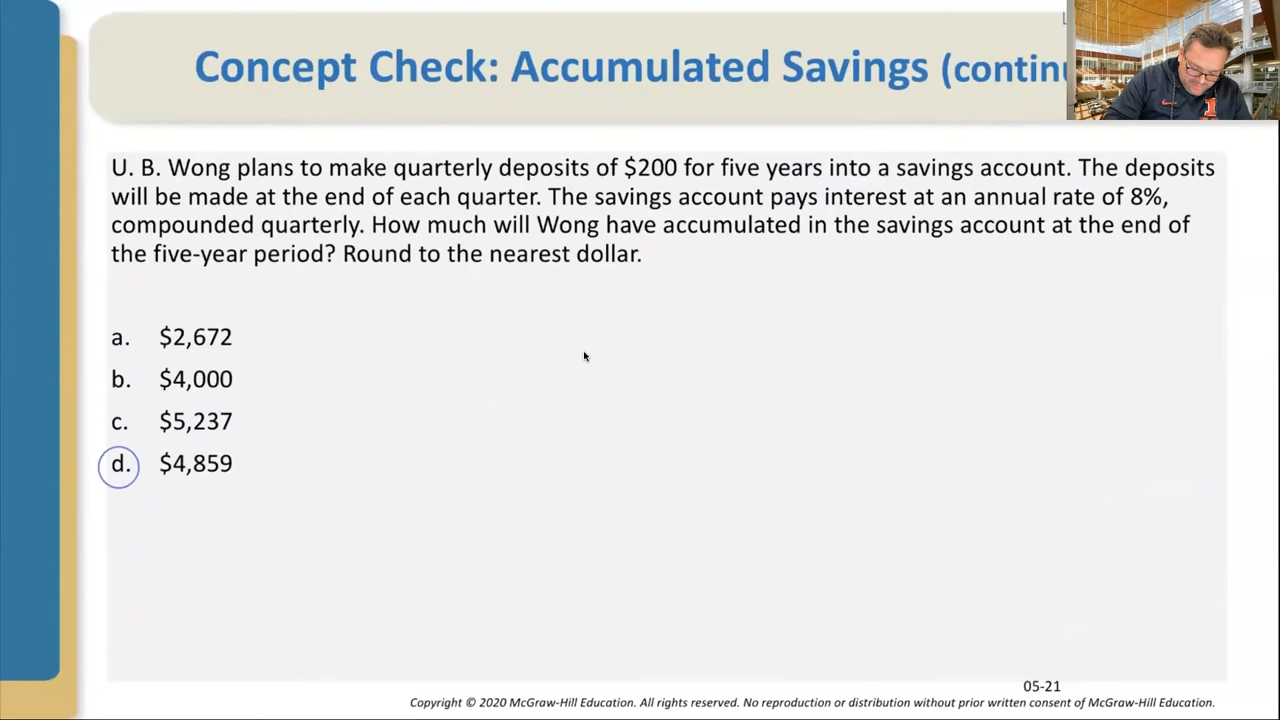 Concept Check: Accumulated Savings (contin
U. B. Wong plans to make quarterly deposits of $200 for five years into a savings account. The deposits
will be made at the end of each quarter. The savings account pays interest at an annual rate of 8%,
compounded quarterly. How much will Wong have accumulated in the savings account at the end of
the five-year period? Round to the nearest dollar.
a. $2,672
b. $4,000
c. $5,237
d. $4,859
05-21
Copyright © 2020 McGraw-Hill Education. All rights reserved. No reproduction or distribution without prior written consent of McGraw-Hill Education.